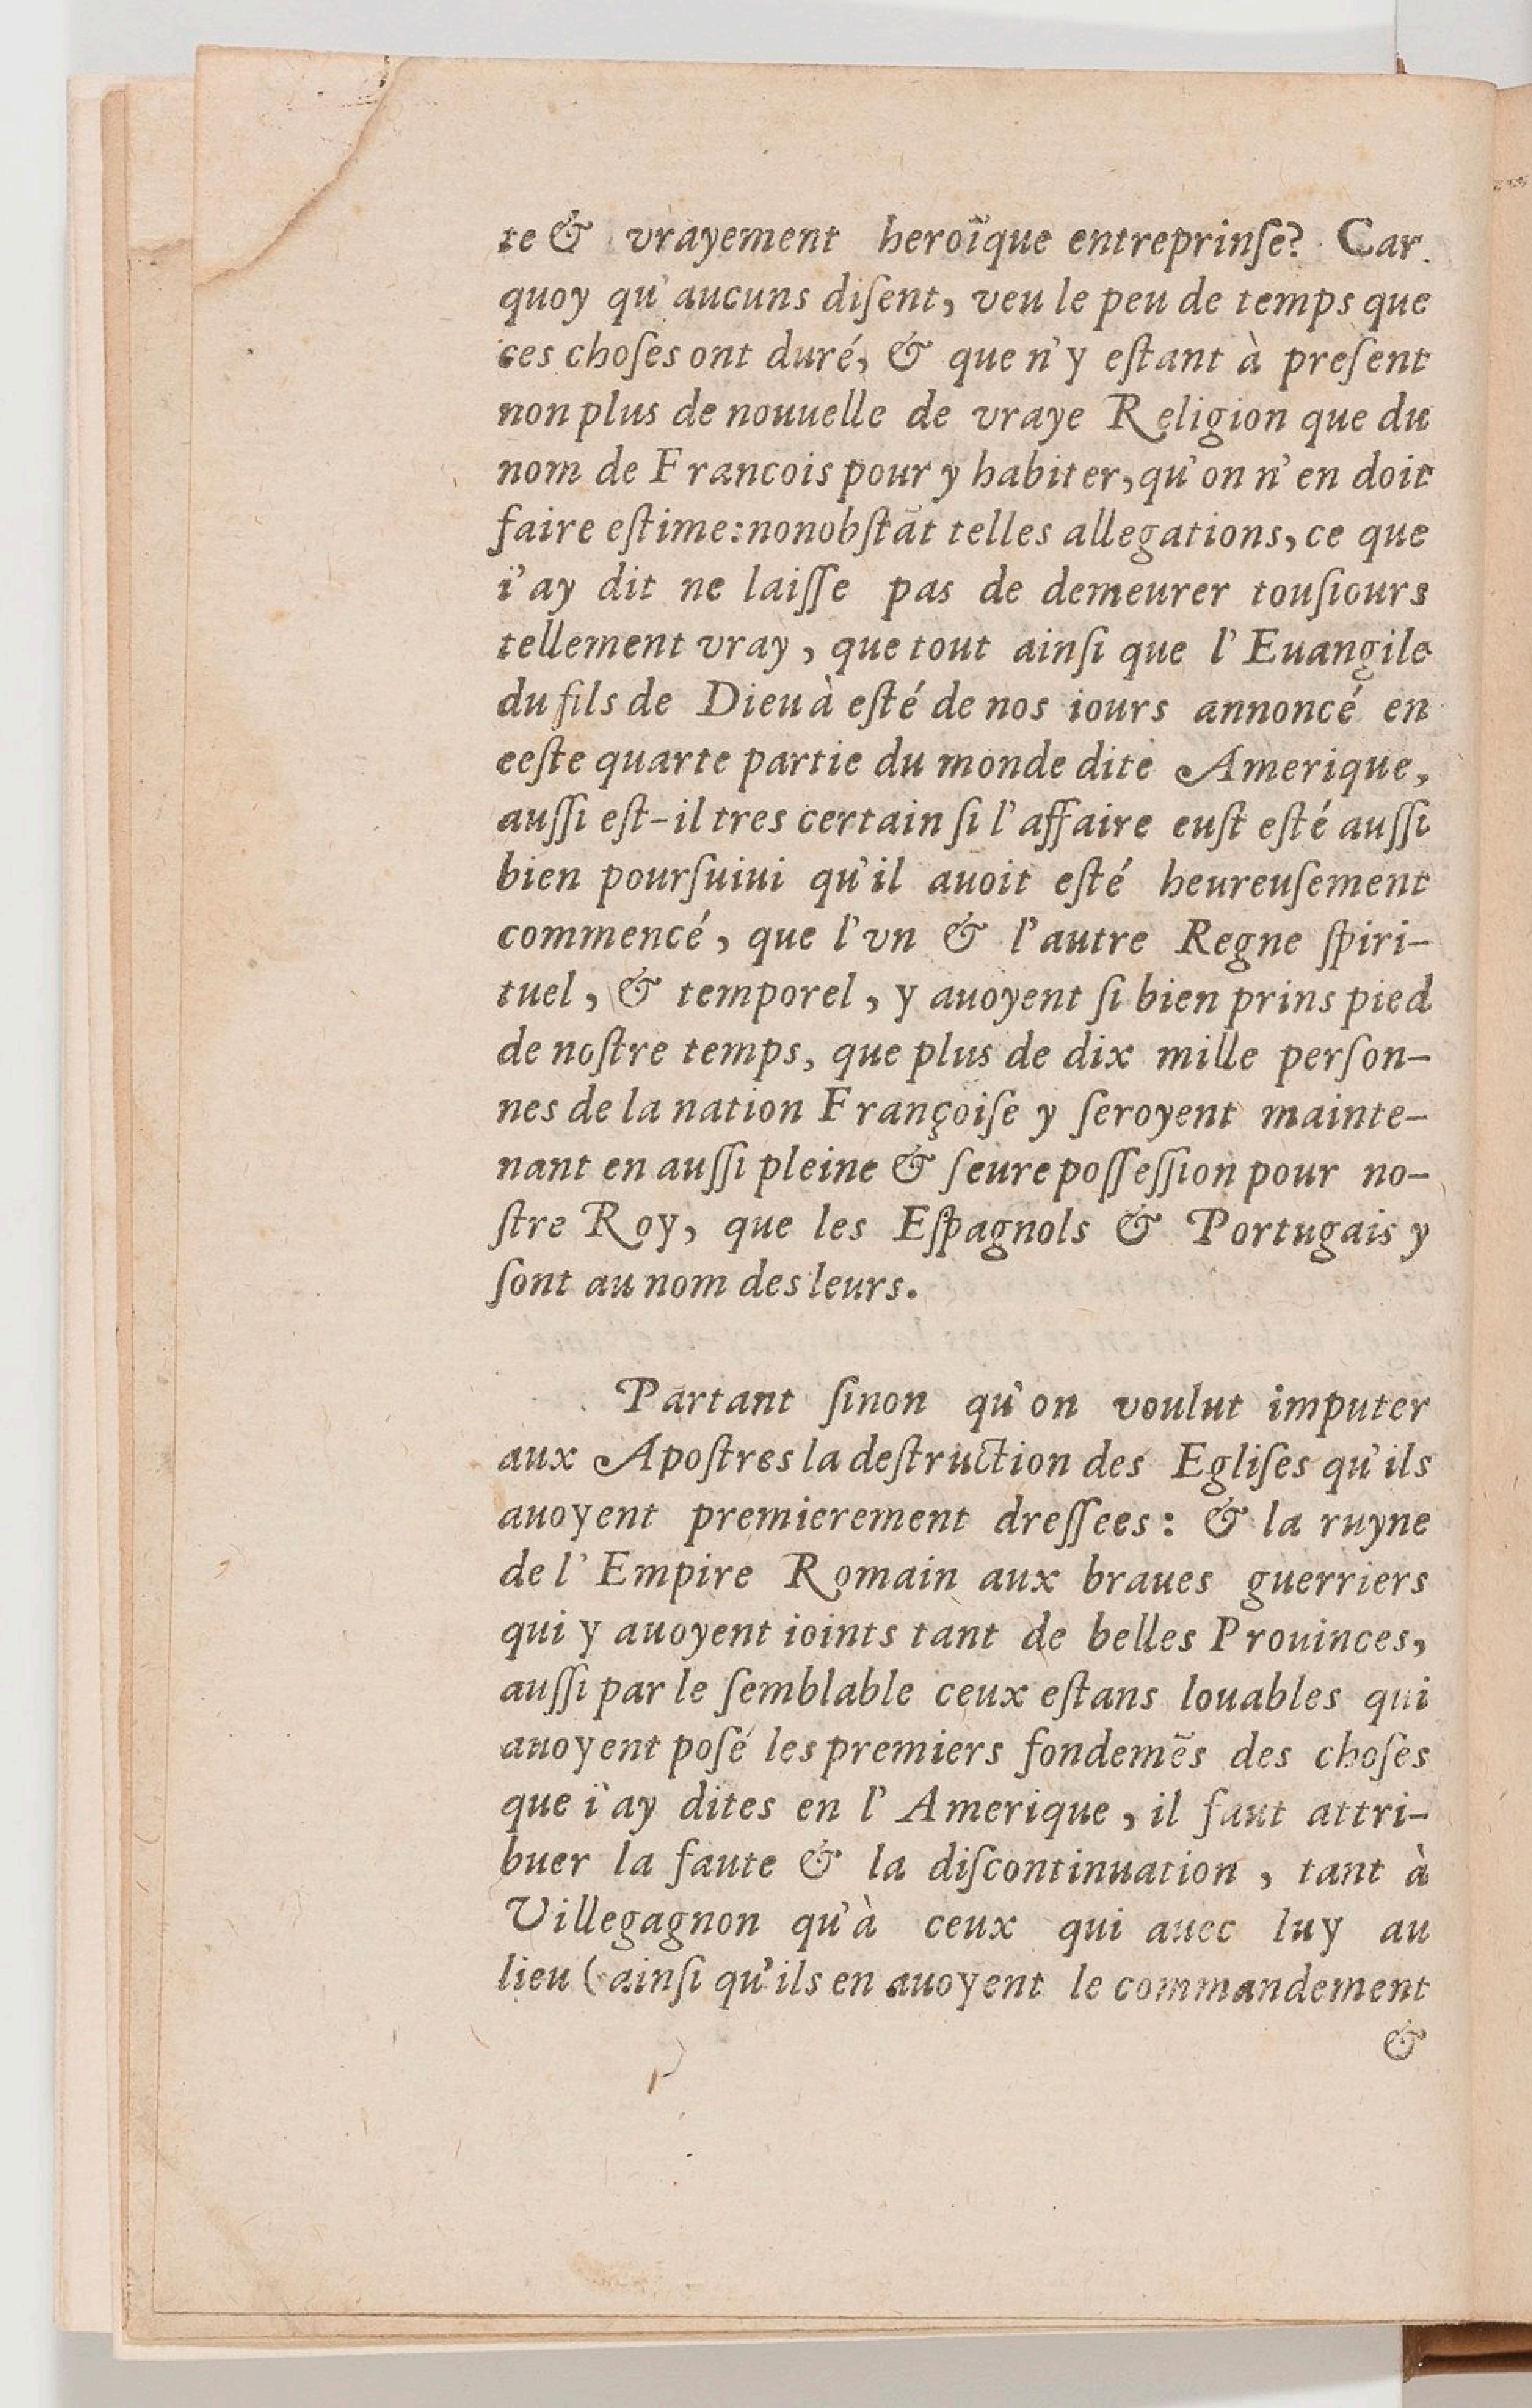 te & vrayement heroïque entreprinſe? Car
quoy qu'aucuns diſent, veu le peu de temps que
ces choſes ont duré, & que n'y eſtant à preſent
non plus de nouuelle de vraye Religion que du
nom de Francois pour y habiter, qu'on n'en doit
faire eſtime: nonobſtāt telles allegations, ce que
i'ay dit ne laiſſe pas de demeurer touſiours
tellement vray, que tout ainſi que l'Euangile
du fils de Dieu à eſté de nos iours annoncé en
ceſte quarte partie du monde dite Amerique,
auſſi eſt-il tres certain ſi l'affaire euſt eſté auſſi
bien pourſuiui qu'il auoit eſté heureuſement
commencé, que l'vn & l'autre Regne ſpiri-
tuel, & temporel, y auoyent ſi bien prins pied
de noſtre temps, que plus de dix mille perſon-
nes de la nation Françoiſe y ſeroyent mainte-
nant en auſſi pleine & ſeure poſſeſſion pour no-
ſtre Roy, que les Eſpagnols & Portugais y
ſont au nom des leurs.
Partant ſinon qu'on voulut imputer
aux Apoſtres la deſtruction des Egliſes qu'ils
auoyent premierement dreſſees: & la ruyne
de l'Empire Romain aux braues guerriers
qui y auoyent ioints tant de belles Prouinces,
auſſi par le ſemblable ceux eſtans louables qui
auoyent poſé les premiers fondemēs des choſes
que i'ay dites en l'Amerique, il faut attri-
buer la faute & la diſcontinuation, tant à
Villegagnon qu'à ceux qui auec luy au
lieu (ainſi qu'ils en auoyent le commandement
&